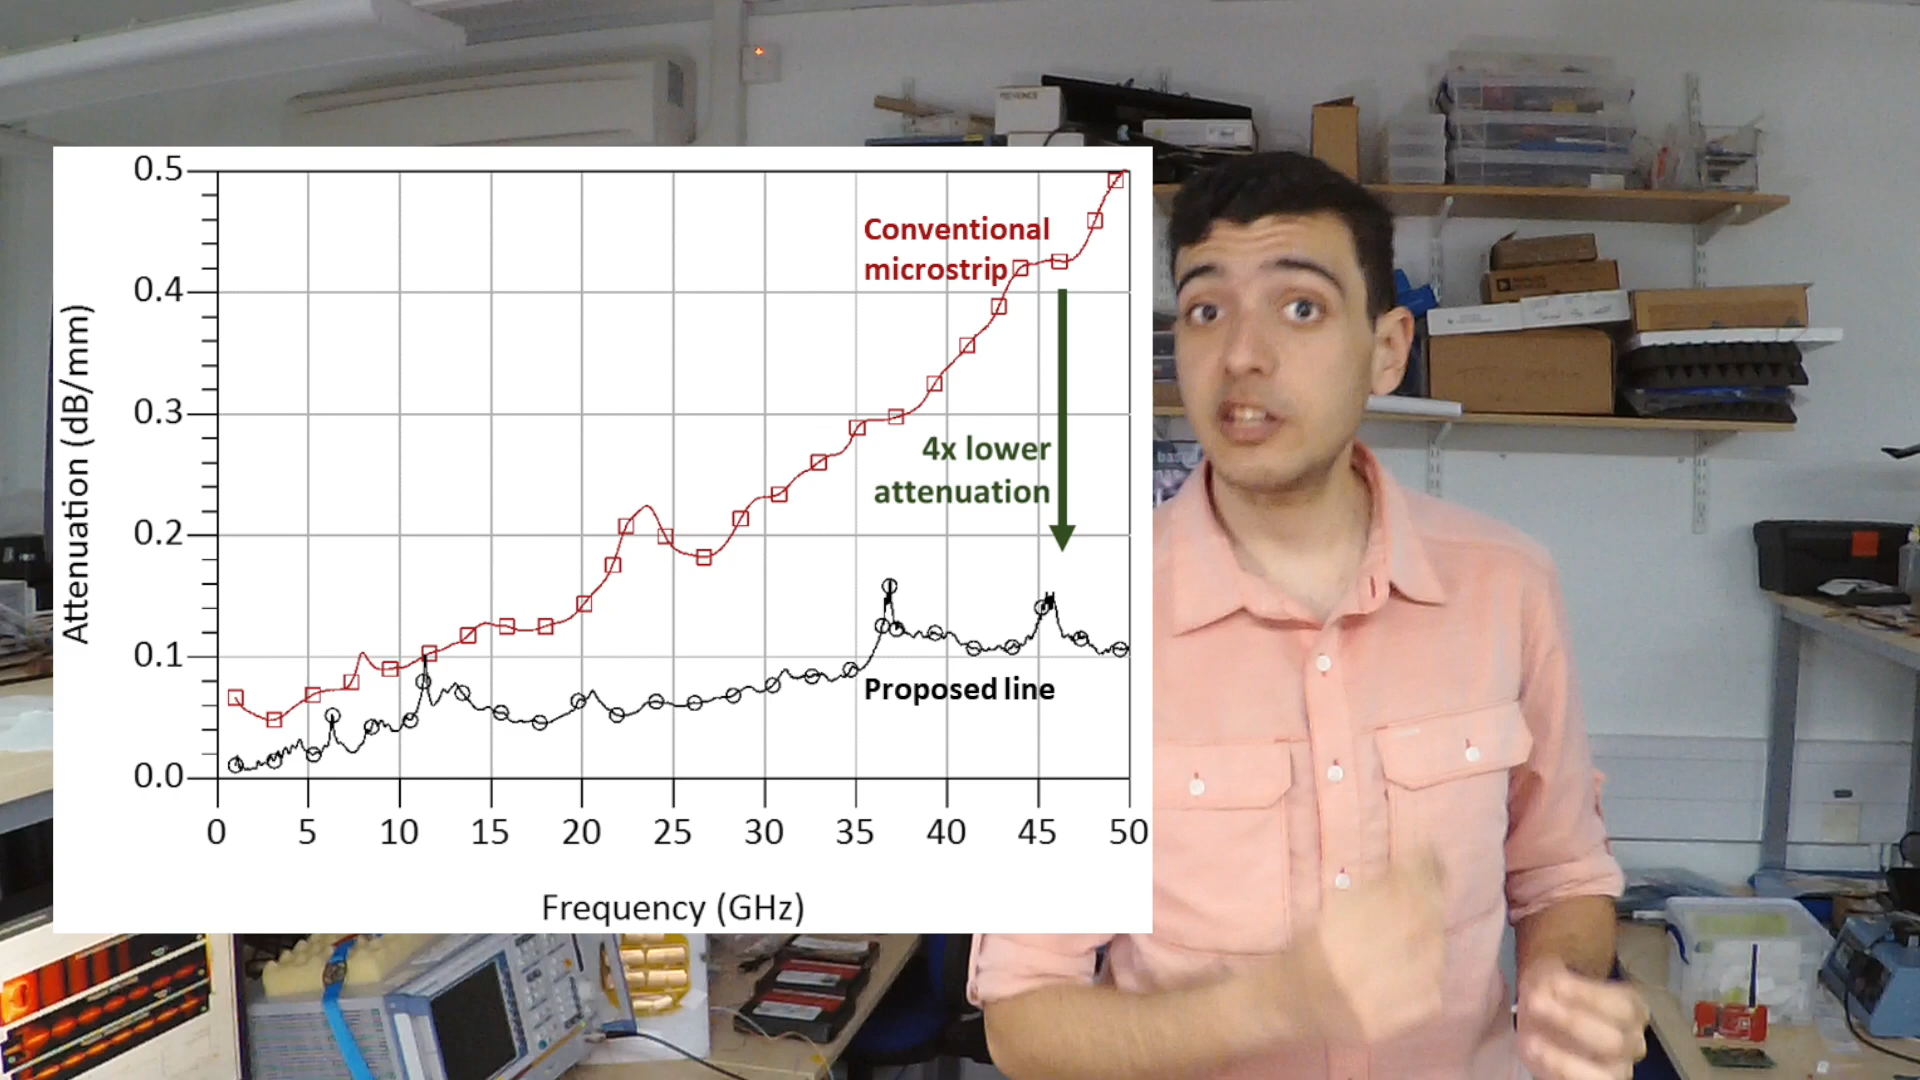 0.5
0.4
0.3
0.2
0.1
0.0
Attenuation (dB/mm)
Conventional
microstrip
4x lower
attenuation
Proposed line
0 5 10 15 20 25 30 35 40 45 50
Frequency (GHz)